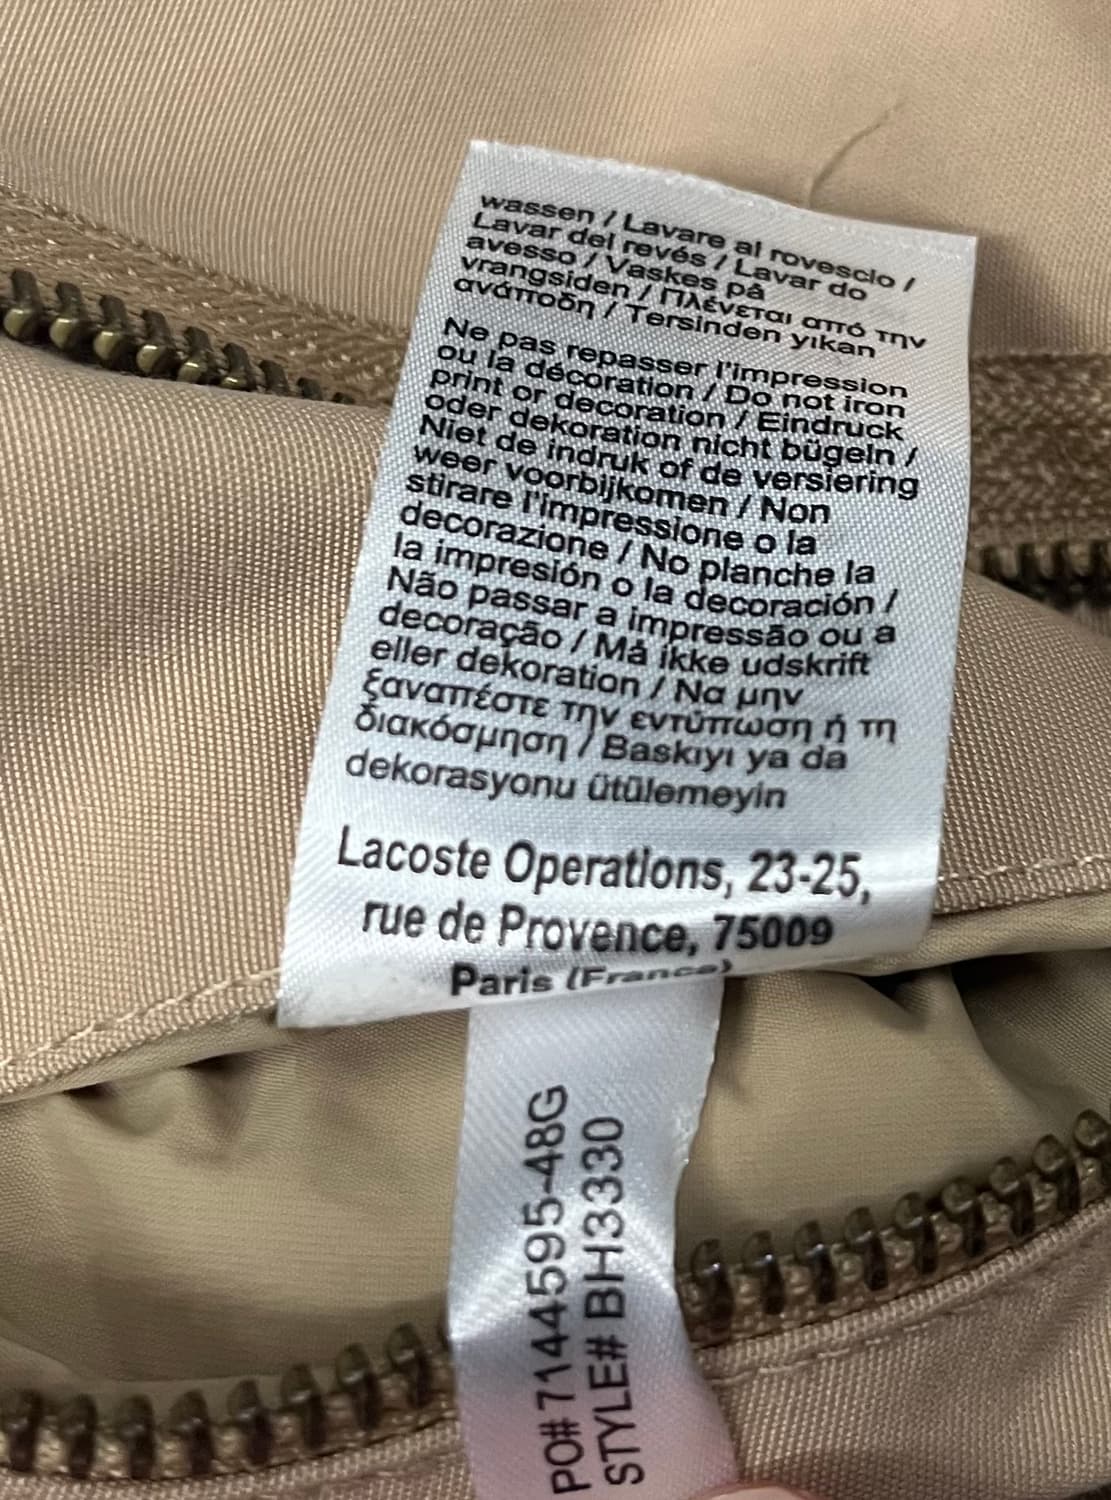 wassen / Lavare al rovescio /
Lavar del revés / Lavar do
avesso / Vaskes på
vrangsiden / Πλένεται από την
ανάποδη / Tersinden yıkan
Ne pas repasser l'impression
ou la décoration / Do not iron
print or decoration / Eindruck
oder dekoration nicht bügeln /
Niet de indruk of de versiering
weer voorbijkomen / Non
stirare l'impressione o la
decorazione / No planche la
la impresión o la decoración /
Não passar a impressão ou a
decoração / Må ikke udskrift
eller dekoration / Να μην
ξαναπέστε την εντύπωση ή τη
διακόσμηση / Baskıyı ya da
dekorasyonu ütülemeyin
Lacoste Operations, 23-25,
rue de Provence, 75009
Paris (France)
PO# 7144595-48G
STYLE# BH3330